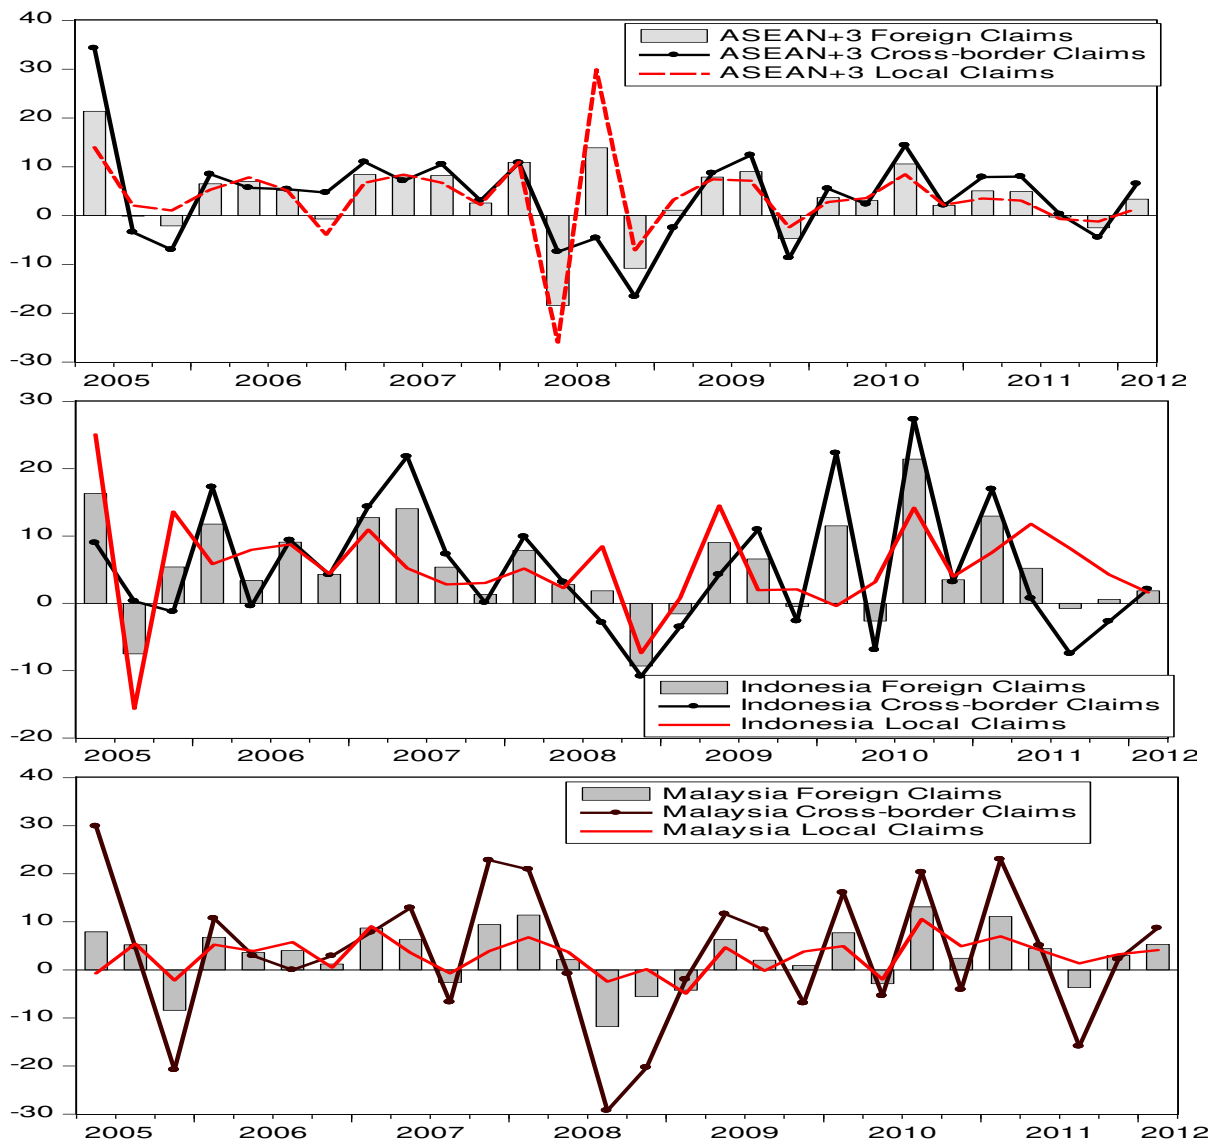 40
30
20
10
0
-10
-20
-30
ASEAN+3 Foreign Claims
ASEAN+3 Cross-border Claims
ASEAN+3 Local Claims
2005 2006 2007 2008 2009 2010 2011 2012
30
20
10
0
-10
-20
Indonesia Foreign Claims
Indonesia Cross-border Claims
Indonesia Local Claims
2005 2006 2007 2008 2009 2010 2011 2012
40
30
20
10
0
-10
-20
-30
Malaysia Foreign Claims
Malaysia Cross-border Claims
Malaysia Local Claims
2005 2006 2007 2008 2009 2010 2011 2012